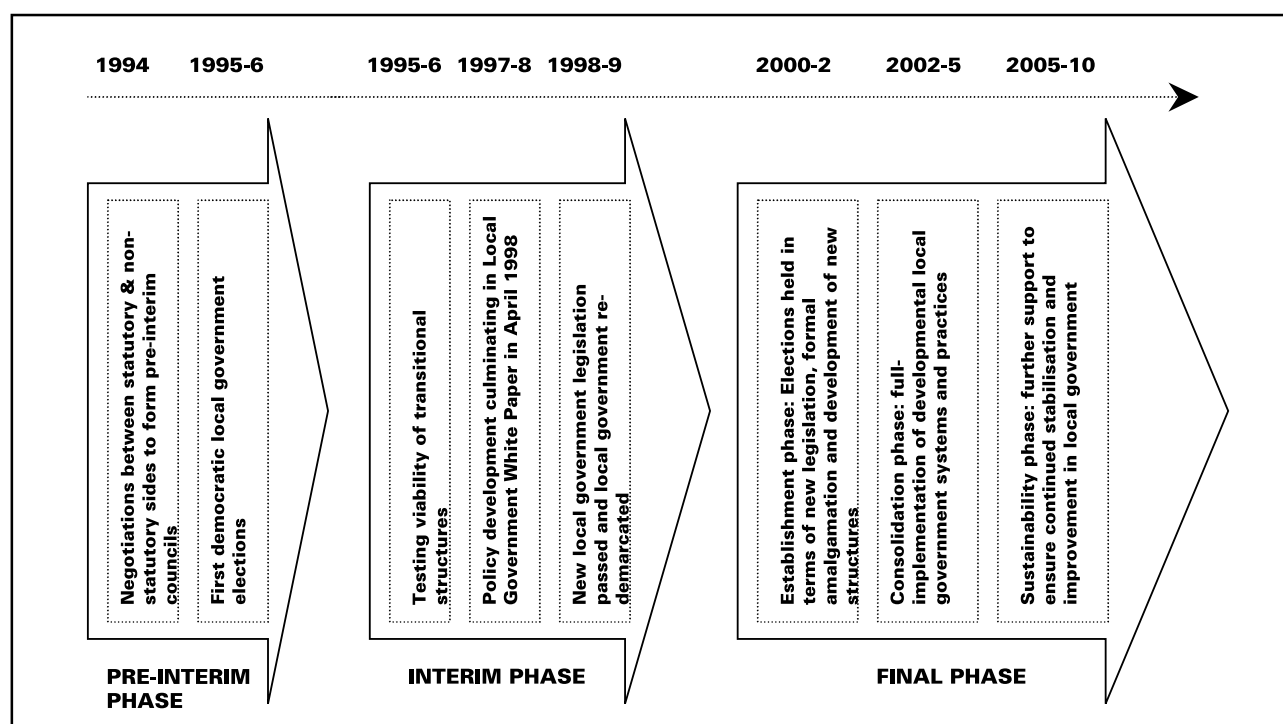 1994
1995-6
1995-6
1997-8
1998-9
2000-2
2002-5
2005-10
Negotiations between statutory & non-
statutory sides to form pre-interim
councils
First democratic local government
elections
Testing viability of transitional
structures
Policy development culminating in Local
Government White Paper in April 1998
New local government legislation
passed and local government re-
demarcated
Establishment phase: Elections held in
terms of new legislation, formal
amalgamation and development of new
structures
Consolidation phase: full-
implementation of developmental local
government systems and practices
Sustainability phase: further support to
ensure continued stabilisation and
improvement in local government
PRE-INTERIM
PHASE
INTERIM PHASE
FINAL PHASE